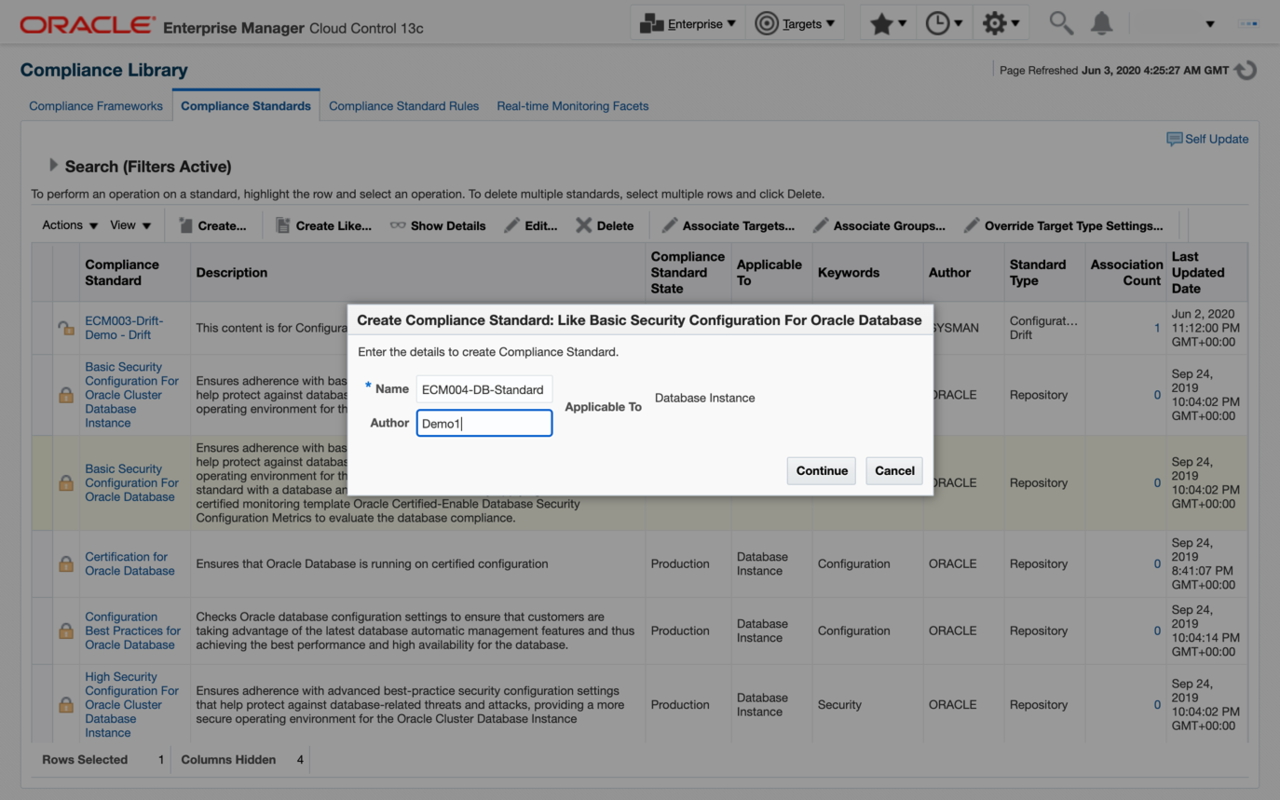 ORACLE Enterprise Manager Cloud Control 13c
Enterprise
Targets
Compliance Library
Page Refreshed Jun 3, 2020 4:25:27 AM GMT
Compliance Frameworks
Compliance Standards
Compliance Standard Rules
Real-time Monitoring Facets
Self Update
Search (Filters Active)
To perform an operation on a standard, highlight the row and select an operation. To delete multiple standards, select multiple rows and click Delete.
Actions
View
Create...
Create Like...
Show Details
Edit...
Delete
Associate Targets...
Associate Groups...
Override Target Type Settings...
Compliance
Standard
Description
Compliance
Standard
State
Applicable
To
Keywords
Author
Standard
Type
Association
Count
Last
Updated
Date
ECM003-Drift-
Demo - Drift
This content is for Configura
SYSMAN
Configurat...
Drift
1
Jun 2, 2020
11:12:00 PM
GMT+00:00
Create Compliance Standard: Like Basic Security Configuration For Oracle Database
Enter the details to create Compliance Standard.
* Name
ECM004-DB-Standard
Author
Demo1
Applicable To
Database Instance
Continue
Cancel
Basic Security
Configuration For
Oracle Cluster
Database
Instance
Ensures adherence with bas
help protect against databas
operating environment for th
ORACLE
Repository
0
Sep 24,
2019
10:04:02 PM
GMT+00:00
Basic Security
Configuration For
Oracle Database
Ensures adherence with bas
help protect against databas
operating environment for th
standard with a database an
certified monitoring template Oracle Certified-Enable Database Security
Configuration Metrics to evaluate the database compliance.
ORACLE
Repository
0
Sep 24,
2019
10:04:02 PM
GMT+00:00
Certification for
Oracle Database
Ensures that Oracle Database is running on certified configuration
Production
Database
Instance
Configuration
ORACLE
Repository
0
Sep 24,
2019
8:41:07 PM
GMT+00:00
Configuration
Best Practices for
Oracle Database
Checks Oracle database configuration settings to ensure that customers are
taking advantage of the latest database automatic management features and thus
achieving the best performance and high availability for the database.
Production
Database
Instance
Configuration
ORACLE
Repository
0
Sep 24,
2019
10:04:14 PM
GMT+00:00
High Security
Configuration For
Oracle Cluster
Database
Instance
Ensures adherence with advanced best-practice security configuration settings
that help protect against database-related threats and attacks, providing a more
secure operating environment for the Oracle Cluster Database Instance
Production
Database
Instance
Security
ORACLE
Repository
0
Sep 24,
2019
10:04:02 PM
GMT+00:00
Rows Selected 1
Columns Hidden 4